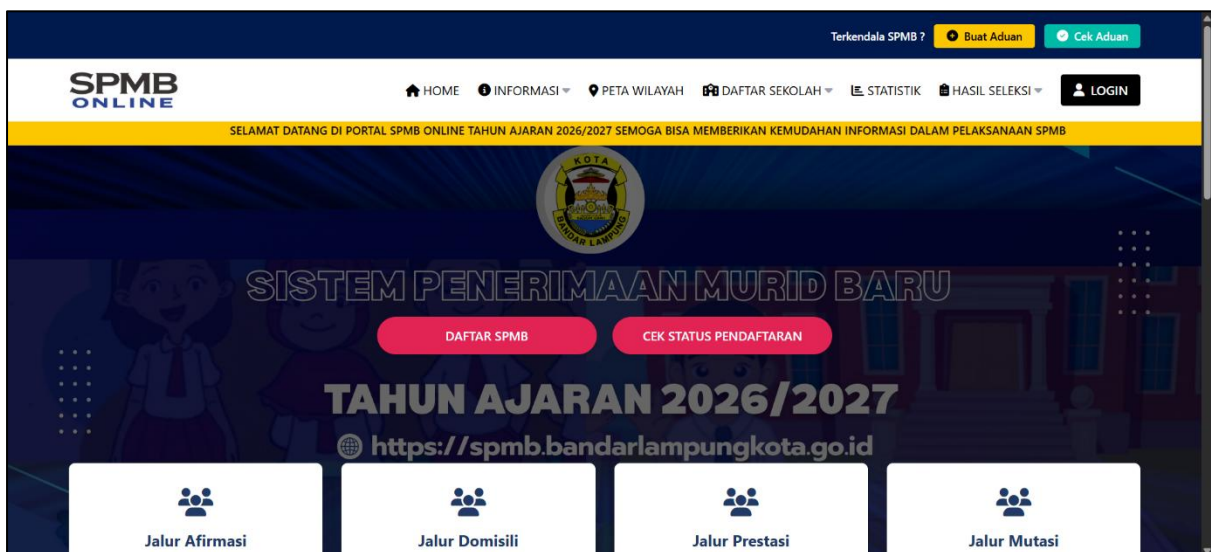 Terkendala SPMB ? Buat Aduan Cek Aduan
SPMB
ONLINE
HOME INFORMASI PETA WILAYAH DAFTAR SEKOLAH STATISTIK HASIL SELEKSI LOGIN
SELAMAT DATANG DI PORTAL SPMB ONLINE TAHUN AJARAN 2026/2027 SEMOGA BISA MEMBERIKAN KEMUDAHAN INFORMASI DALAM PELAKSANAAN SPMB
KOTA
BANDAR LAMPUNG
SISTEM PENERIMAAN MURID BARU
DAFTAR SPMB CEK STATUS PENDAFTARAN
TAHUN AJARAN 2026/2027
https://spmb.bandarlampungkota.go.id
Jalur Afirmasi Jalur Domisili Jalur Prestasi Jalur Mutasi